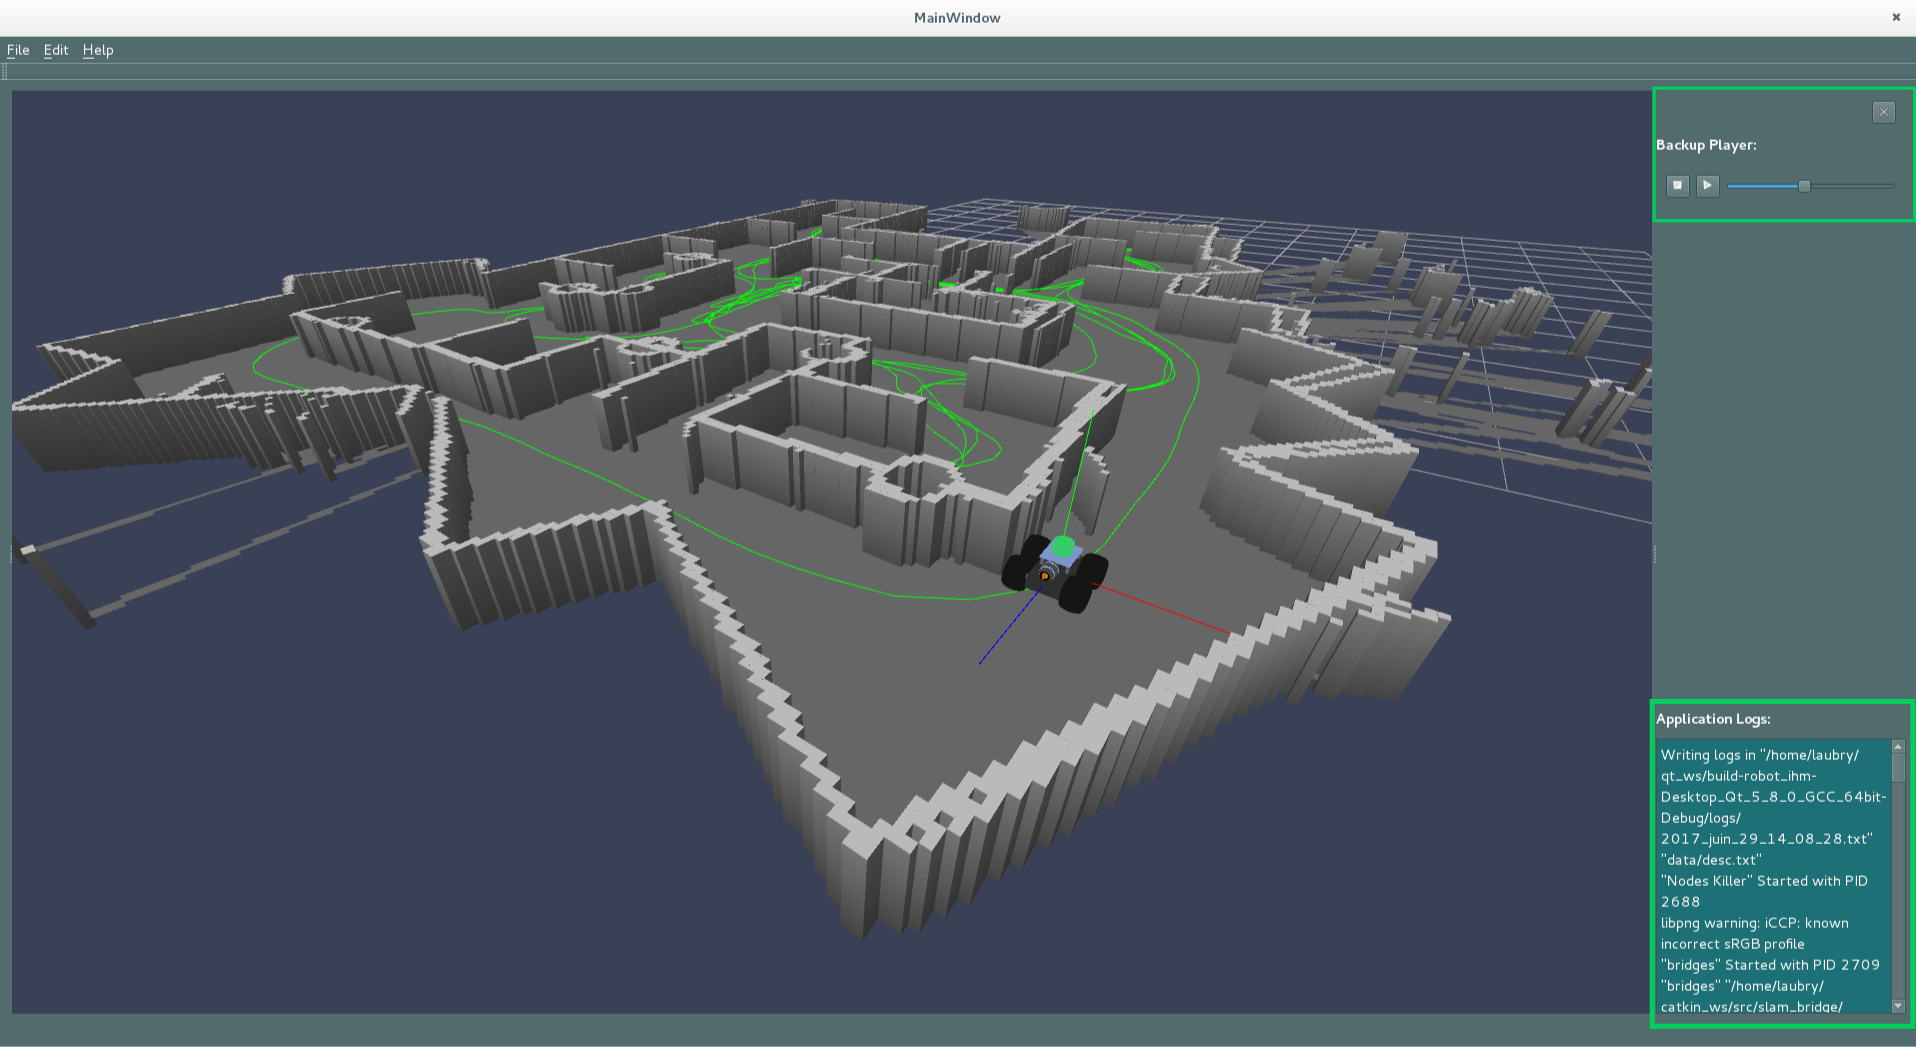 MainWindow
File Edit Help
Backup Player:
Application Logs:
Writing logs in "/home/laubry/
qt_ws/build-robot_ihm-
Desktop_Qt_5_8_0_GCC_64bit-
Debug/logs/
2017_juin_29_14_08_28.txt"
"data/desc.txt"
"Nodes Killer" Started with PID
2688
libpng warning: iCCP: known
incorrect sRGB profile
"bridges" Started with PID 2709
"bridges" "/home/laubry/
catkin_ws/src/slam_bridge/